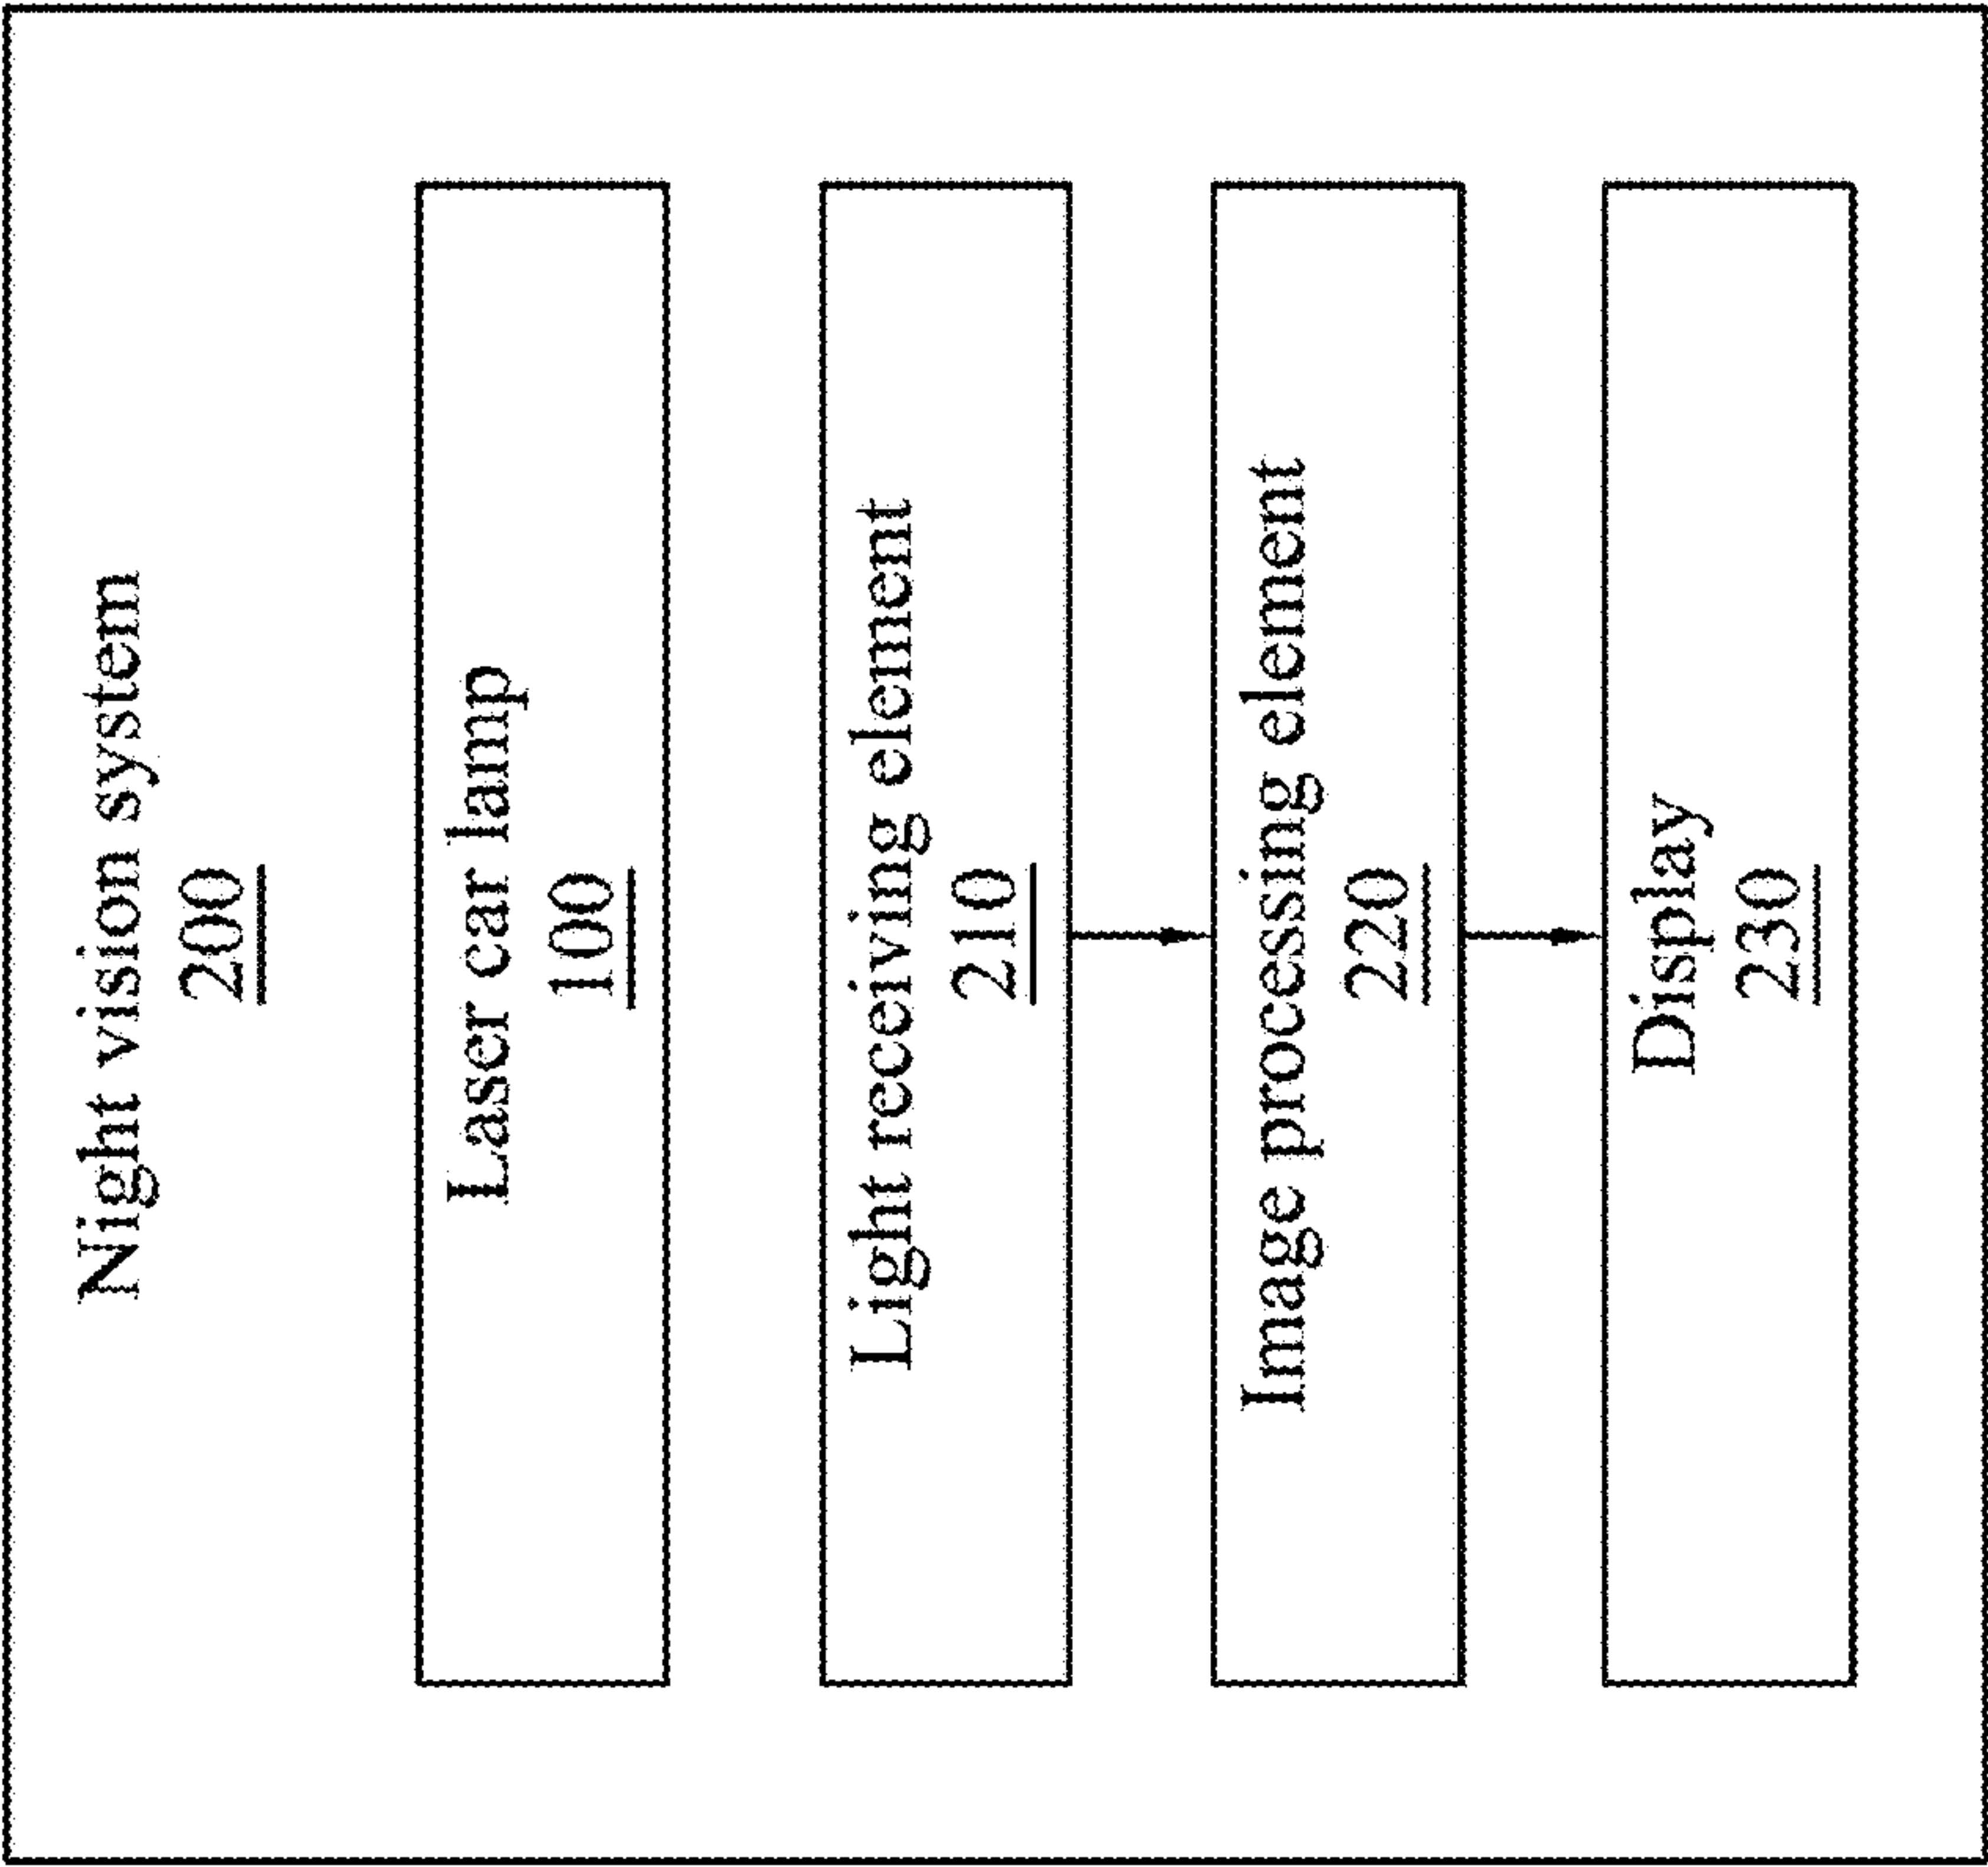 Night vision system
200
Laser car lamp
100
Light receiving element
210
Image processing element
220
Display
230